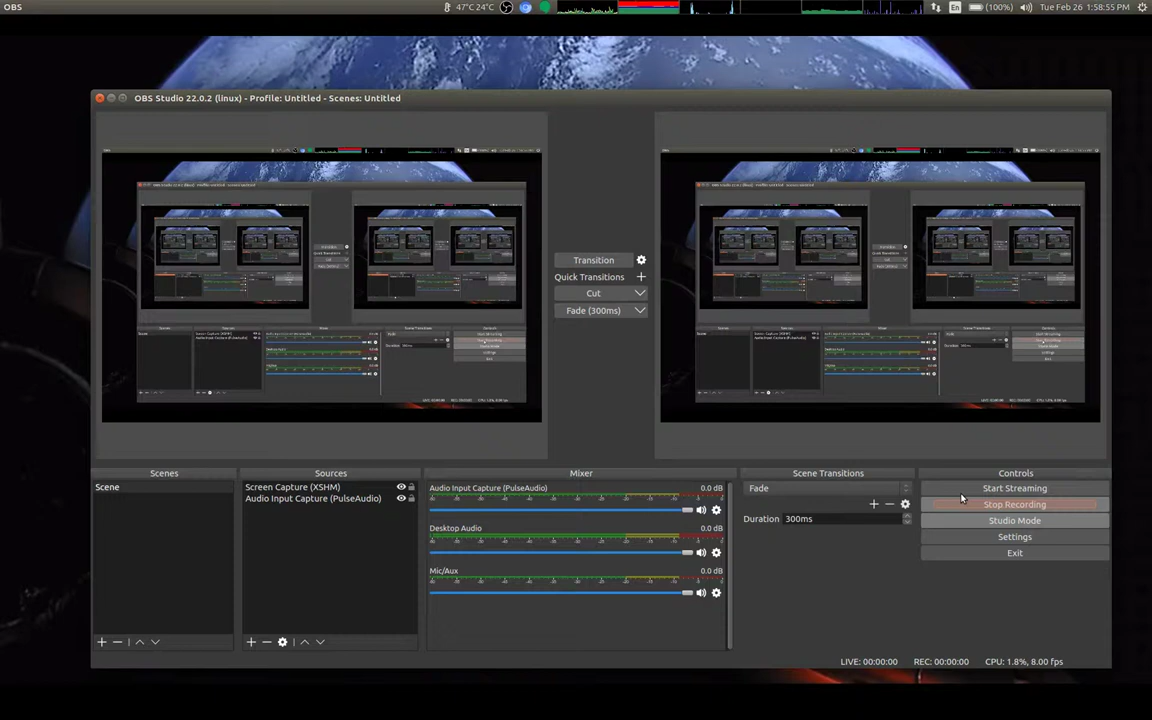 OBS
47°C 24°C
En
(100%)
Tue Feb 26 1:58:55 PM
OBS Studio 22.0.2 (linux) - Profile: Untitled - Scenes: Untitled
Transition
Quick Transitions
Cut
Fade (300ms)
Scenes
Sources
Mixer
Scene Transitions
Controls
Scene
Screen Capture (XSHM)
Audio Input Capture (PulseAudio)
Audio Input Capture (PulseAudio)
0.0 dB
Desktop Audio
0.0 dB
Mic/Aux
0.0 dB
Fade
Duration
300ms
Start Streaming
Stop Recording
Studio Mode
Settings
Exit
LIVE: 00:00:00
REC: 00:00:00
CPU: 1.8%, 8.00 fps